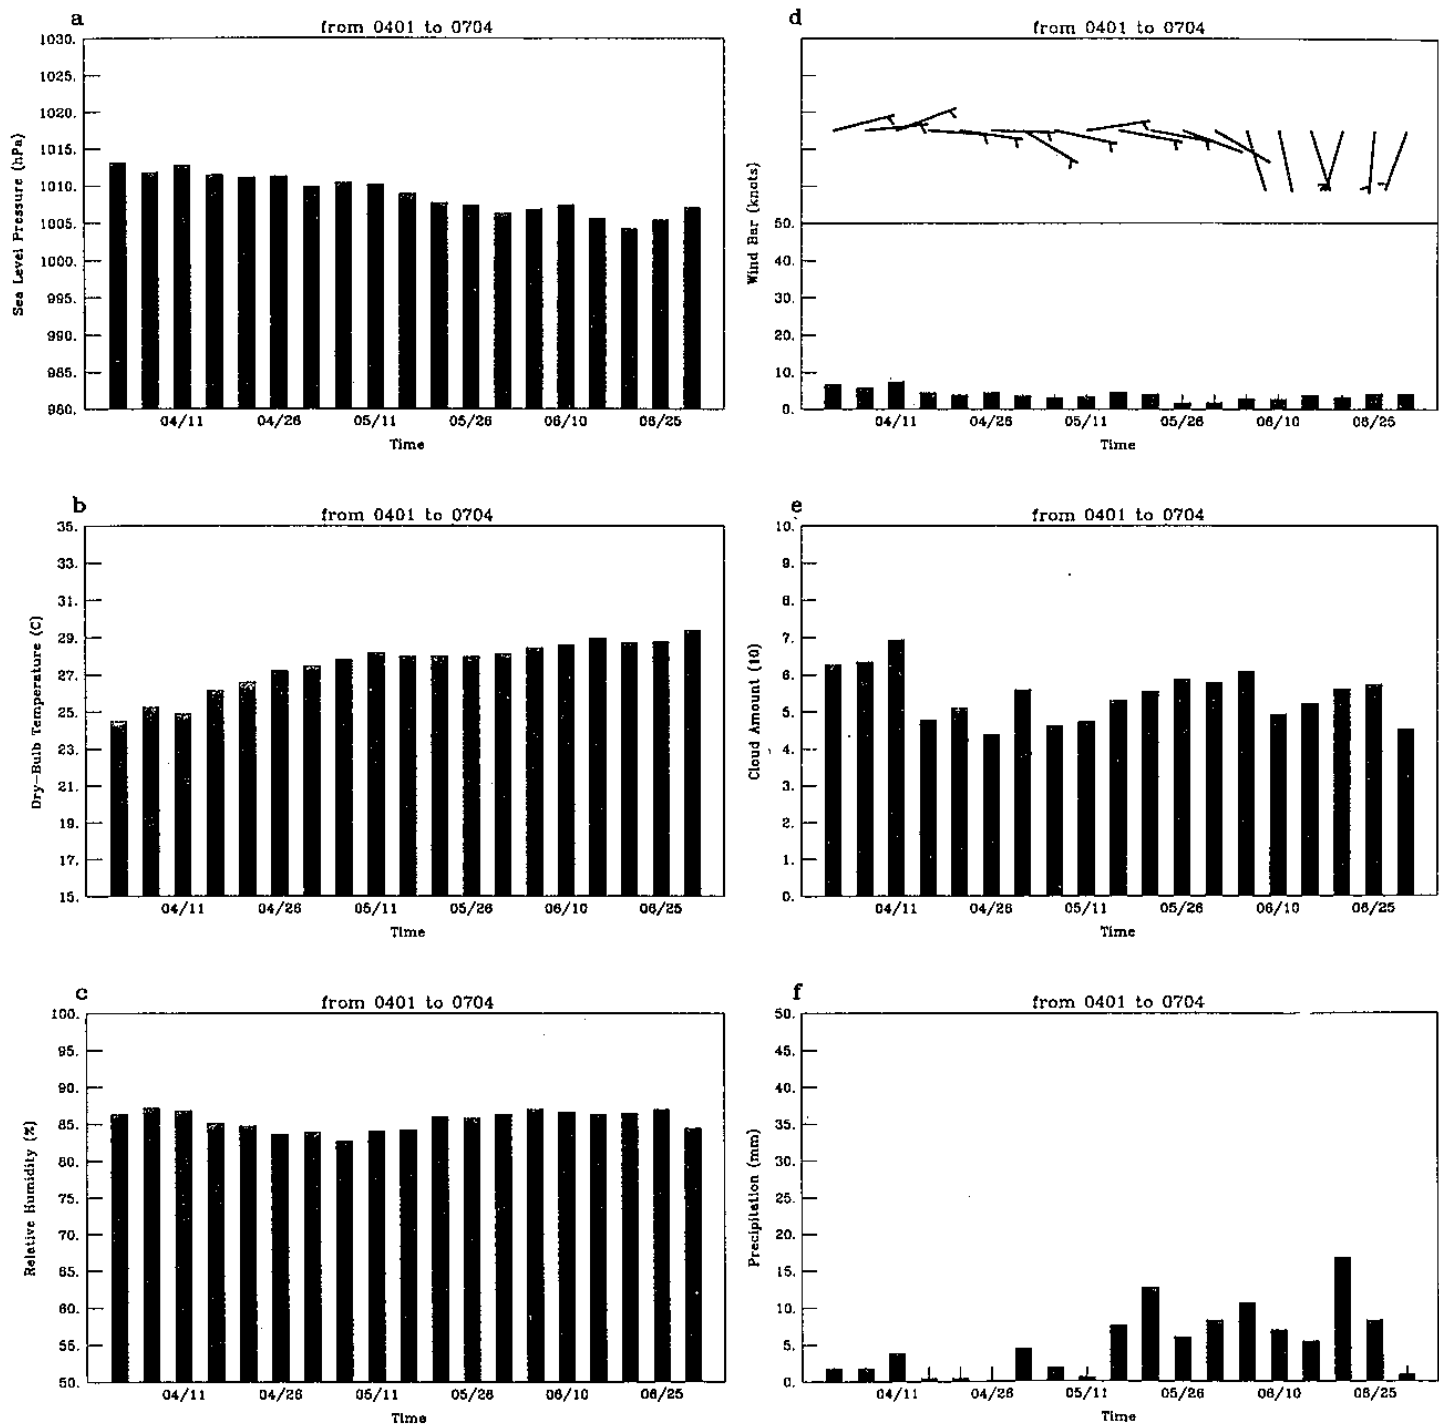 a
from 0401 to 0704
1030.
1025.
1020.
1015.
1010.
1005.
1000.
995.
990.
985.
980.
Sea Level Pressure (hPa)
04/11 04/26 05/11 05/26 06/10 06/25
Time
d
from 0401 to 0704
50.
40.
30.
20.
10.
0.
Wind Bar (knots)
04/11 04/26 05/11 05/26 06/10 06/25
Time
b
from 0401 to 0704
35.
33.
31.
29.
27.
25.
23.
21.
19.
17.
15.
Dry-Bulb Temperature (C)
04/11 04/26 05/11 05/26 06/10 06/25
Time
e
from 0401 to 0704
10.
9.
8.
7.
6.
5.
4.
3.
2.
1.
0.
Cloud Amount (10)
04/11 04/26 05/11 05/26 06/10 06/25
Time
c
from 0401 to 0704
100.
95.
90.
85.
80.
75.
70.
65.
60.
55.
50.
Relative Humidity (%)
04/11 04/26 05/11 05/26 06/10 06/25
Time
f
from 0401 to 0704
50.
45.
40.
35.
30.
25.
20.
15.
10.
5.
0.
Precipitation (mm)
04/11 04/26 05/11 05/26 06/10 06/25
Time